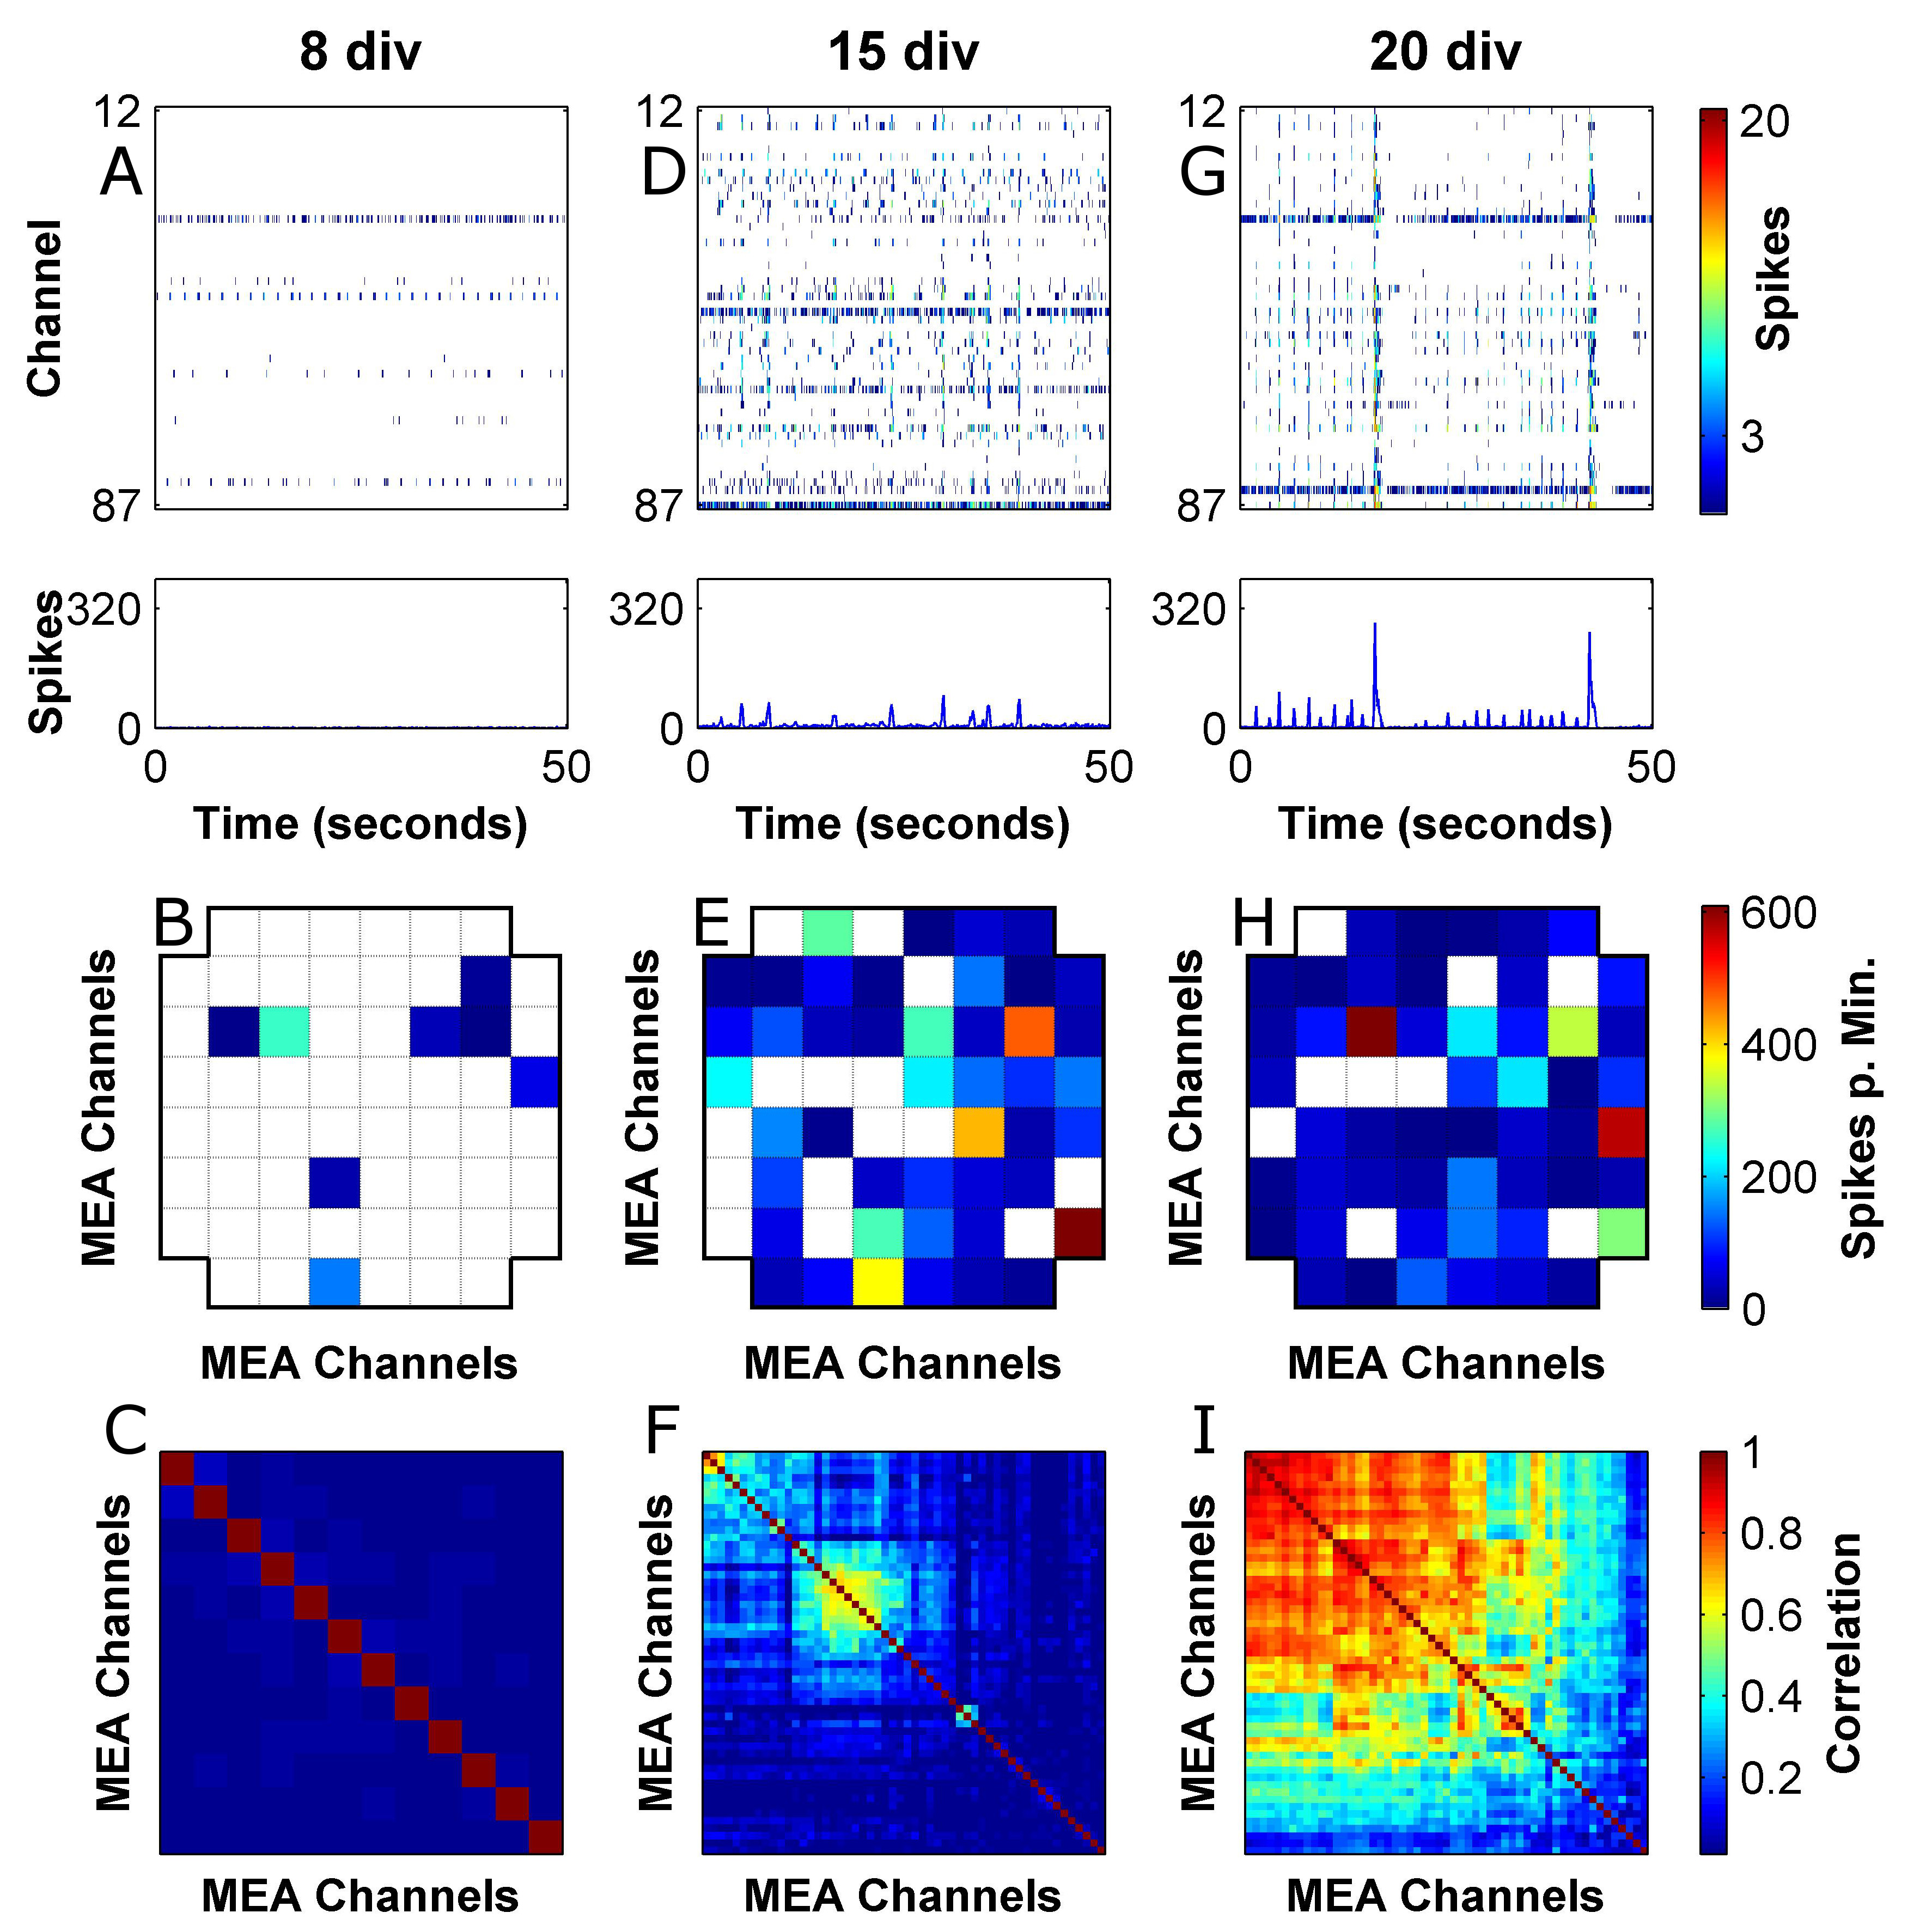 8 div 15 div 20 div
A D G
12 12 12 20
Channel
Spikes
3
87 87 87
Spikes
320 320 320
0 0 0
0 50 0 50 0 50
Time (seconds) Time (seconds) Time (seconds)
B E H
MEA Channels MEA Channels MEA Channels
600
400
200
0
Spikes p. Min.
MEA Channels MEA Channels MEA Channels
C F I
MEA Channels MEA Channels MEA Channels
1
0.8
0.6
0.4
0.2
Correlation
MEA Channels MEA Channels MEA Channels